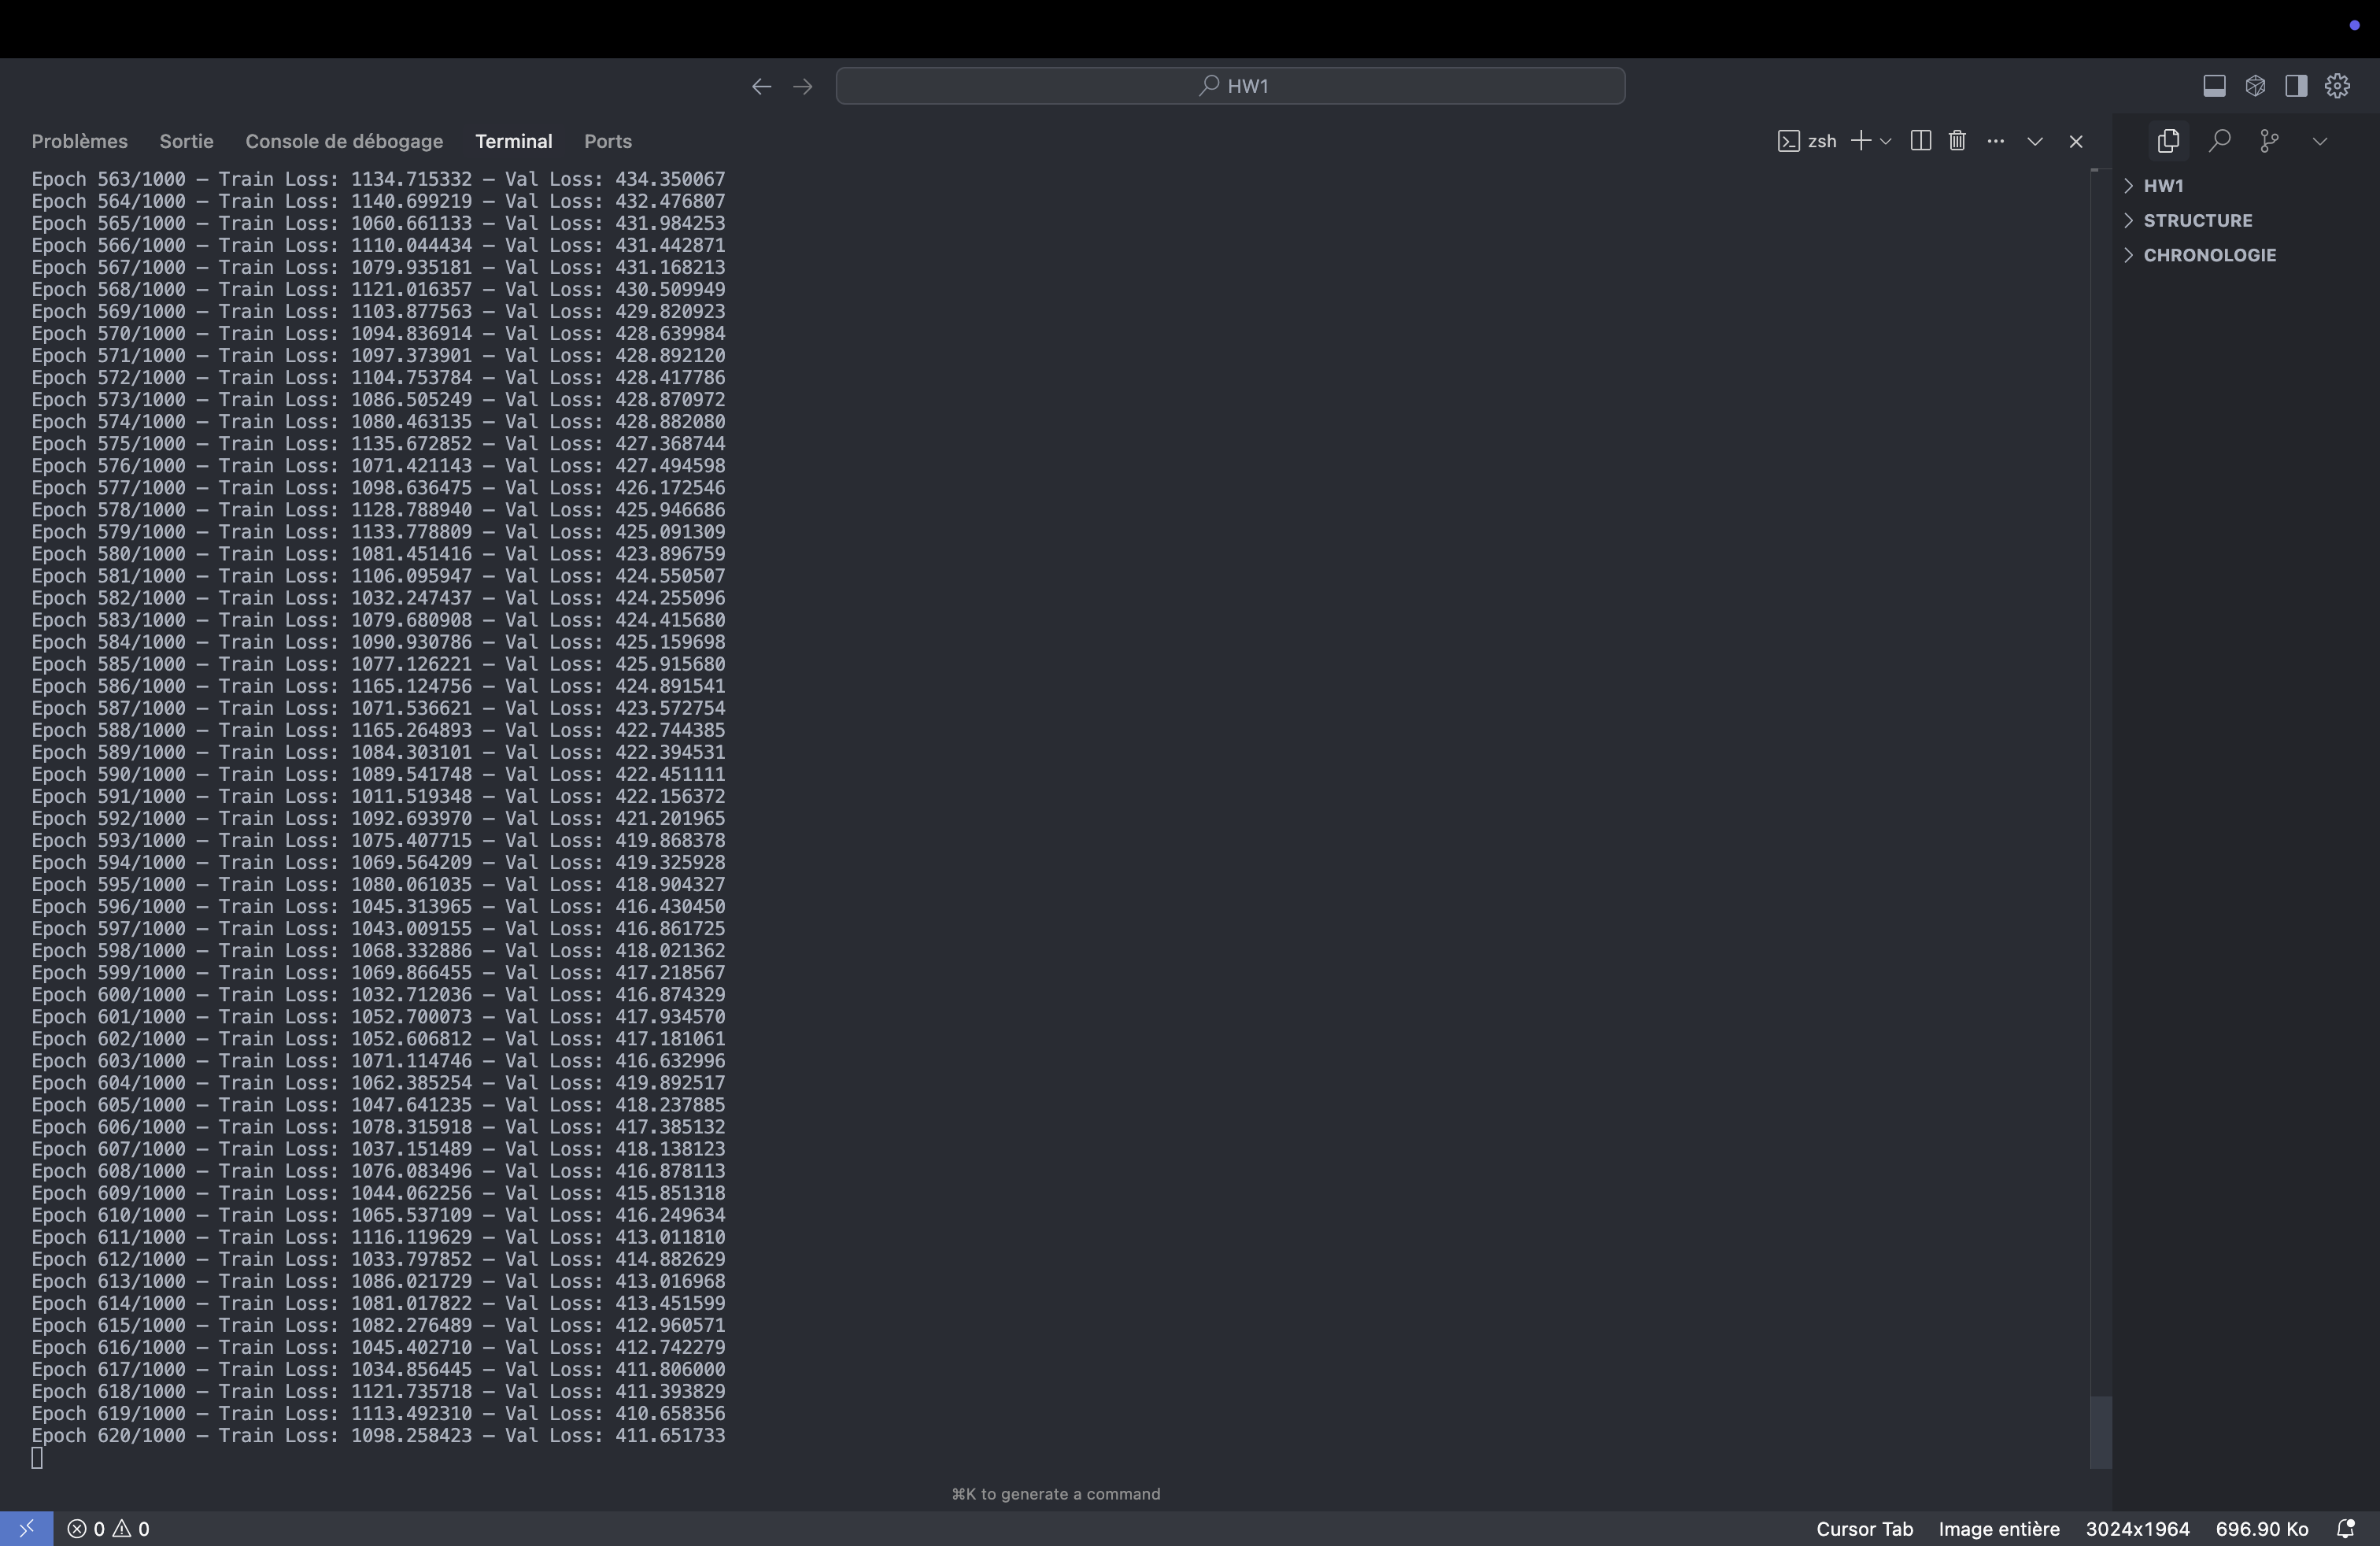 HW1
Problèmes Sortie Console de débogage Terminal Ports zsh
Epoch 563/1000 — Train Loss: 1134.715332 — Val Loss: 434.350067
Epoch 564/1000 — Train Loss: 1140.699219 — Val Loss: 432.476807
Epoch 565/1000 — Train Loss: 1060.661133 — Val Loss: 431.984253
Epoch 566/1000 — Train Loss: 1110.044434 — Val Loss: 431.442871
Epoch 567/1000 — Train Loss: 1079.935181 — Val Loss: 431.168213
Epoch 568/1000 — Train Loss: 1121.016357 — Val Loss: 430.509949
Epoch 569/1000 — Train Loss: 1103.877563 — Val Loss: 429.820923
Epoch 570/1000 — Train Loss: 1094.836914 — Val Loss: 428.639984
Epoch 571/1000 — Train Loss: 1097.373901 — Val Loss: 428.892120
Epoch 572/1000 — Train Loss: 1104.753784 — Val Loss: 428.417786
Epoch 573/1000 — Train Loss: 1086.505249 — Val Loss: 428.870972
Epoch 574/1000 — Train Loss: 1080.463135 — Val Loss: 428.882080
Epoch 575/1000 — Train Loss: 1135.672852 — Val Loss: 427.368744
Epoch 576/1000 — Train Loss: 1071.421143 — Val Loss: 427.494598
Epoch 577/1000 — Train Loss: 1098.636475 — Val Loss: 426.172546
Epoch 578/1000 — Train Loss: 1128.788940 — Val Loss: 425.946686
Epoch 579/1000 — Train Loss: 1133.778809 — Val Loss: 425.091309
Epoch 580/1000 — Train Loss: 1081.451416 — Val Loss: 423.896759
Epoch 581/1000 — Train Loss: 1106.095947 — Val Loss: 424.550507
Epoch 582/1000 — Train Loss: 1032.247437 — Val Loss: 424.255096
Epoch 583/1000 — Train Loss: 1079.680908 — Val Loss: 424.415680
Epoch 584/1000 — Train Loss: 1090.930786 — Val Loss: 425.159698
Epoch 585/1000 — Train Loss: 1077.126221 — Val Loss: 425.915680
Epoch 586/1000 — Train Loss: 1165.124756 — Val Loss: 424.891541
Epoch 587/1000 — Train Loss: 1071.536621 — Val Loss: 423.572754
Epoch 588/1000 — Train Loss: 1165.264893 — Val Loss: 422.744385
Epoch 589/1000 — Train Loss: 1084.303101 — Val Loss: 422.394531
Epoch 590/1000 — Train Loss: 1089.541748 — Val Loss: 422.451111
Epoch 591/1000 — Train Loss: 1011.519348 — Val Loss: 422.156372
Epoch 592/1000 — Train Loss: 1092.693970 — Val Loss: 421.201965
Epoch 593/1000 — Train Loss: 1075.407715 — Val Loss: 419.868378
Epoch 594/1000 — Train Loss: 1069.564209 — Val Loss: 419.325928
Epoch 595/1000 — Train Loss: 1080.061035 — Val Loss: 418.904327
Epoch 596/1000 — Train Loss: 1045.313965 — Val Loss: 416.430450
Epoch 597/1000 — Train Loss: 1043.009155 — Val Loss: 416.861725
Epoch 598/1000 — Train Loss: 1068.332886 — Val Loss: 418.021362
Epoch 599/1000 — Train Loss: 1069.866455 — Val Loss: 417.218567
Epoch 600/1000 — Train Loss: 1032.712036 — Val Loss: 416.874329
Epoch 601/1000 — Train Loss: 1052.700073 — Val Loss: 417.934570
Epoch 602/1000 — Train Loss: 1052.606812 — Val Loss: 417.181061
Epoch 603/1000 — Train Loss: 1071.114746 — Val Loss: 416.632996
Epoch 604/1000 — Train Loss: 1062.385254 — Val Loss: 419.892517
Epoch 605/1000 — Train Loss: 1047.641235 — Val Loss: 418.237885
Epoch 606/1000 — Train Loss: 1078.315918 — Val Loss: 417.385132
Epoch 607/1000 — Train Loss: 1037.151489 — Val Loss: 418.138123
Epoch 608/1000 — Train Loss: 1076.083496 — Val Loss: 416.878113
Epoch 609/1000 — Train Loss: 1044.062256 — Val Loss: 415.851318
Epoch 610/1000 — Train Loss: 1065.537109 — Val Loss: 416.249634
Epoch 611/1000 — Train Loss: 1116.119629 — Val Loss: 413.011810
Epoch 612/1000 — Train Loss: 1033.797852 — Val Loss: 414.882629
Epoch 613/1000 — Train Loss: 1086.021729 — Val Loss: 413.016968
Epoch 614/1000 — Train Loss: 1081.017822 — Val Loss: 413.451599
Epoch 615/1000 — Train Loss: 1082.276489 — Val Loss: 412.960571
Epoch 616/1000 — Train Loss: 1045.402710 — Val Loss: 412.742279
Epoch 617/1000 — Train Loss: 1034.856445 — Val Loss: 411.806000
Epoch 618/1000 — Train Loss: 1121.735718 — Val Loss: 411.393829
Epoch 619/1000 — Train Loss: 1113.492310 — Val Loss: 410.658356
Epoch 620/1000 — Train Loss: 1098.258423 — Val Loss: 411.651733
⌘K to generate a command
HW1
STRUCTURE
CHRONOLOGIE
0 0 Cursor Tab Image entière 3024x1964 696.90 Ko